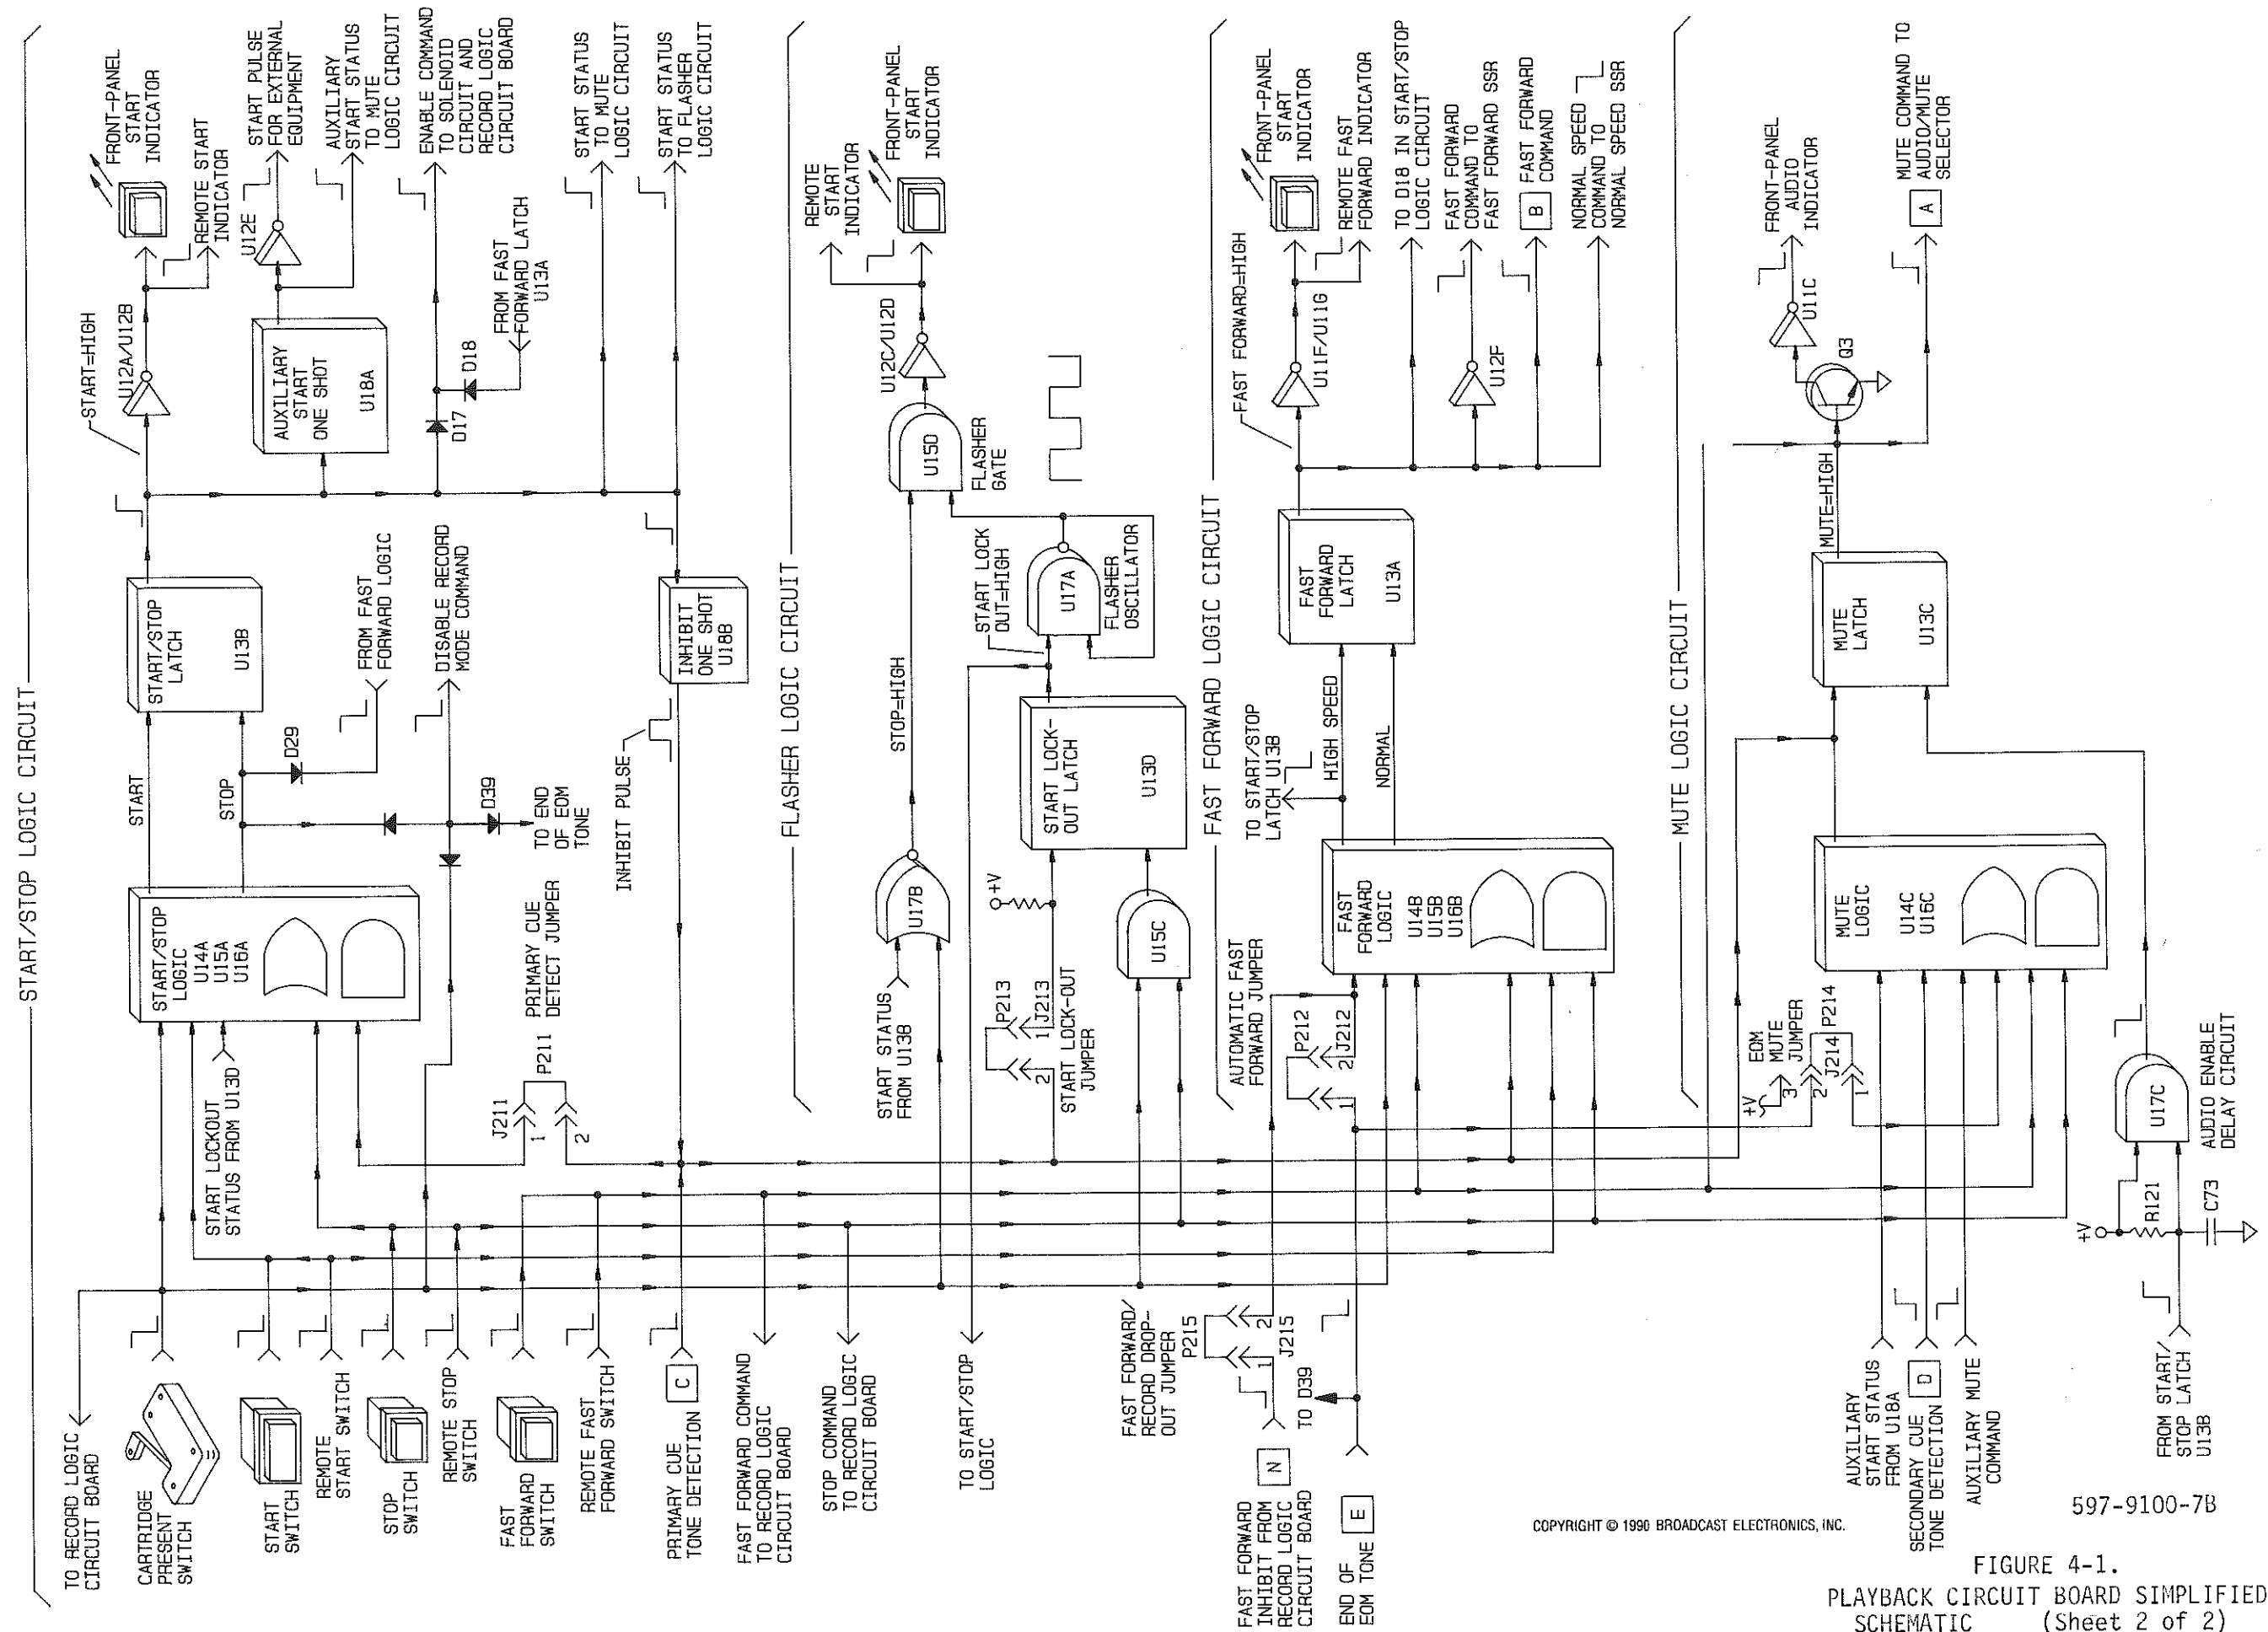 START/STOP LOGIC CIRCUIT
TO RECORD LOGIC
CIRCUIT BOARD
CARTRIDGE
PRESENT
SWITCH
START
SWITCH
REMOTE
START SWITCH
STOP
SWITCH
REMOTE STOP
SWITCH
FAST
FORWARD
SWITCH
REMOTE FAST
FORWARD SWITCH
PRIMARY CUE
TONE DETECTION
C
FAST FORWARD COMMAND
TO RECORD LOGIC
CIRCUIT BOARD
STOP COMMAND
TO RECORD LOGIC
CIRCUIT BOARD
START LOCKOUT
STATUS FROM U13D
START/STOP
LOGIC
U14A
U15A
U16A
J211
1
2
P211
PRIMARY CUE
DETECT JUMPER
START
STOP
D29
FROM FAST
FORWARD LOGIC
DISABLE RECORD
MODE COMMAND
D39
TO END
OF EOM
TONE
INHIBIT PULSE
START/STOP
LATCH
U13B
INHIBIT
ONE SHOT
U18B
START=HIGH
U12A/U12B
FRONT-PANEL
START
INDICATOR
REMOTE START
INDICATOR
AUXILIARY
START
ONE SHOT
U18A
U12E
START PULSE
FOR EXTERNAL
EQUIPMENT
AUXILIARY
START STATUS
TO MUTE
LOGIC CIRCUIT
D17
D18
FROM FAST
FORWARD LATCH
U13A
ENABLE COMMAND
TO SOLENOID
CIRCUIT AND
RECORD LOGIC
CIRCUIT BOARD
START STATUS
TO MUTE
LOGIC CIRCUIT
START STATUS
TO FLASHER
LOGIC CIRCUIT
FLASHER LOGIC CIRCUIT
START STATUS
FROM U13B
U17B
STOP=HIGH
TO START/STOP
LOGIC
P213
J213
1
2
START LOCK-OUT
JUMPER
+V
U15C
START LOCK-
OUT LATCH
U13D
START LOCK
OUT=HIGH
U17A
FLASHER
OSCILLATOR
U15D
FLASHER
GATE
U12C/U12D
REMOTE
START
INDICATOR
FRONT-PANEL
START
INDICATOR
FAST FORWARD LOGIC CIRCUIT
FAST FORWARD/
RECORD DROP-
OUT JUMPER
P215
1
2
J215
FAST FORWARD
INHIBIT FROM
RECORD LOGIC
CIRCUIT BOARD
N
TO D39
END OF
EOM TONE
E
AUTOMATIC FAST
FORWARD JUMPER
P212
J212
2
1
FAST
FORWARD
LOGIC
U14B
U15B
U16B
TO START/STOP
LATCH U13B
HIGH SPEED
NORMAL
FAST
FORWARD
LATCH
U13A
FAST FORWARD=HIGH
U11F/U11G
FRONT-PANEL
START
INDICATOR
REMOTE FAST
FORWARD INDICATOR
TO D18 IN START/STOP
LOGIC CIRCUIT
U12F
FAST FORWARD
COMMAND TO
FAST FORWARD SSR
B
FAST FORWARD
COMMAND
NORMAL SPEED
COMMAND TO
NORMAL SPEED SSR
MUTE LOGIC CIRCUIT
+V
EOM
MUTE
JUMPER
3
2
1
J214
P214
AUXILIARY
START STATUS
FROM U18A
SECONDARY CUE
TONE DETECTION
D
AUXILIARY MUTE
COMMAND
MUTE
LOGIC
U14C
U16C
FROM START/
STOP LATCH
U13B
+V
R121
C73
U17C
AUDIO ENABLE
DELAY CIRCUIT
MUTE
LATCH
U13C
MUTE=HIGH
Q3
U11C
FRONT-PANEL
AUDIO
INDICATOR
A
MUTE COMMAND TO
AUDIO/MUTE
SELECTOR
597-9100-7B
COPYRIGHT © 1990 BROADCAST ELECTRONICS, INC.
FIGURE 4-1.
PLAYBACK CIRCUIT BOARD SIMPLIFIED
SCHEMATIC (Sheet 2 of 2)